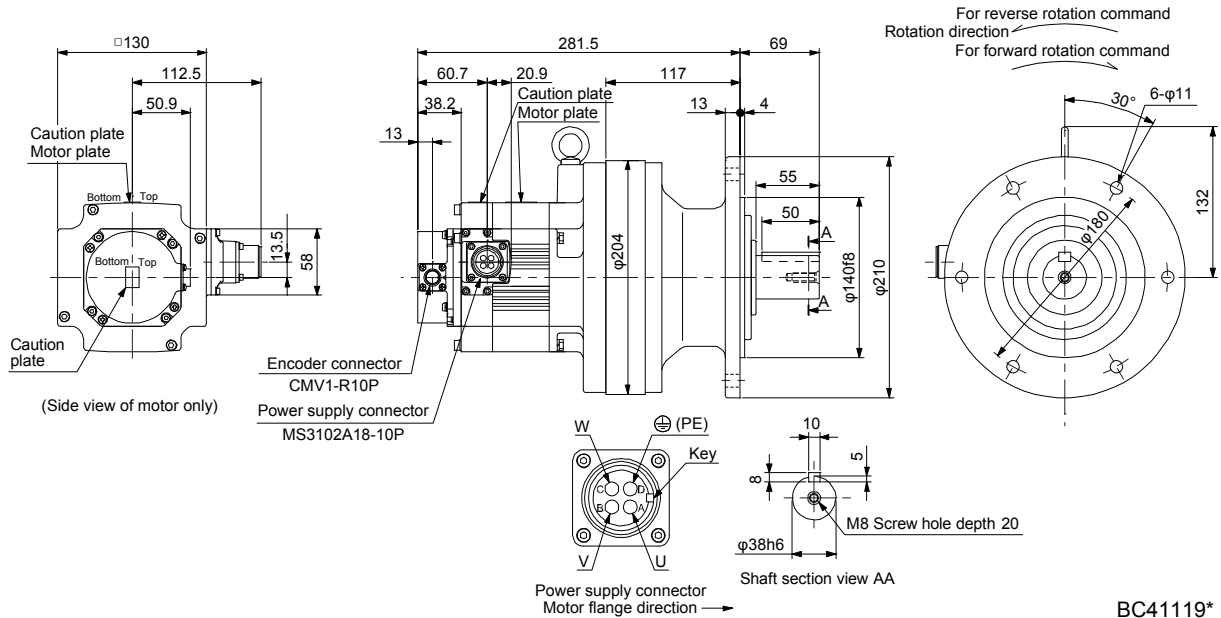 For reverse rotation command
Rotation direction
For forward rotation command
□130
112.5
50.9
Caution plate
Motor plate
Bottom Top
Bottom Top
13.5
58
Caution
plate
(Side view of motor only)
281.5
69
60.7
20.9
117
38.2
Caution plate
Motor plate
13
4
13
55
50
A
A
φ204
φ140f8
φ210
Encoder connector
CMV1-R10P
Power supply connector
MS3102A18-10P
30°
6-φ11
132
φ180
W
(PE)
Key
C
D
B
A
V
U
Power supply connector
Motor flange direction
10
5
8
M8 Screw hole depth 20
φ38h6
Shaft section view AA
BC41119*